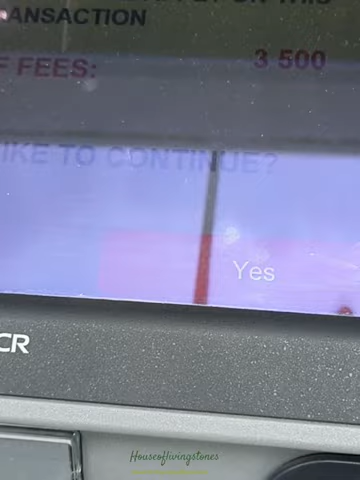 ANSACTION
F FEES: 3 500
IKE TO CONTINUE?
Yes
CR
Houseoflivingstones